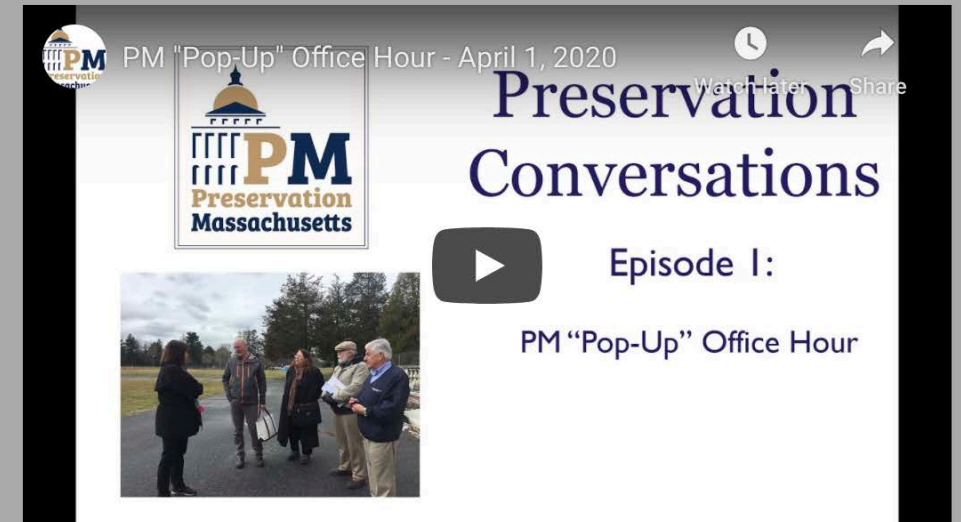 PM "Pop-Up" Office Hour - April 1, 2020
Watch later
Share
PM
Preservation
Massachusetts
Preservation
Conversations
Episode 1:
PM “Pop-Up” Office Hour